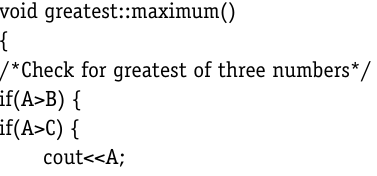 void greatest::maximum()
{
/*Check for greatest of three numbers*/
if(A>B) {
if(A>C) {
cout<<A;